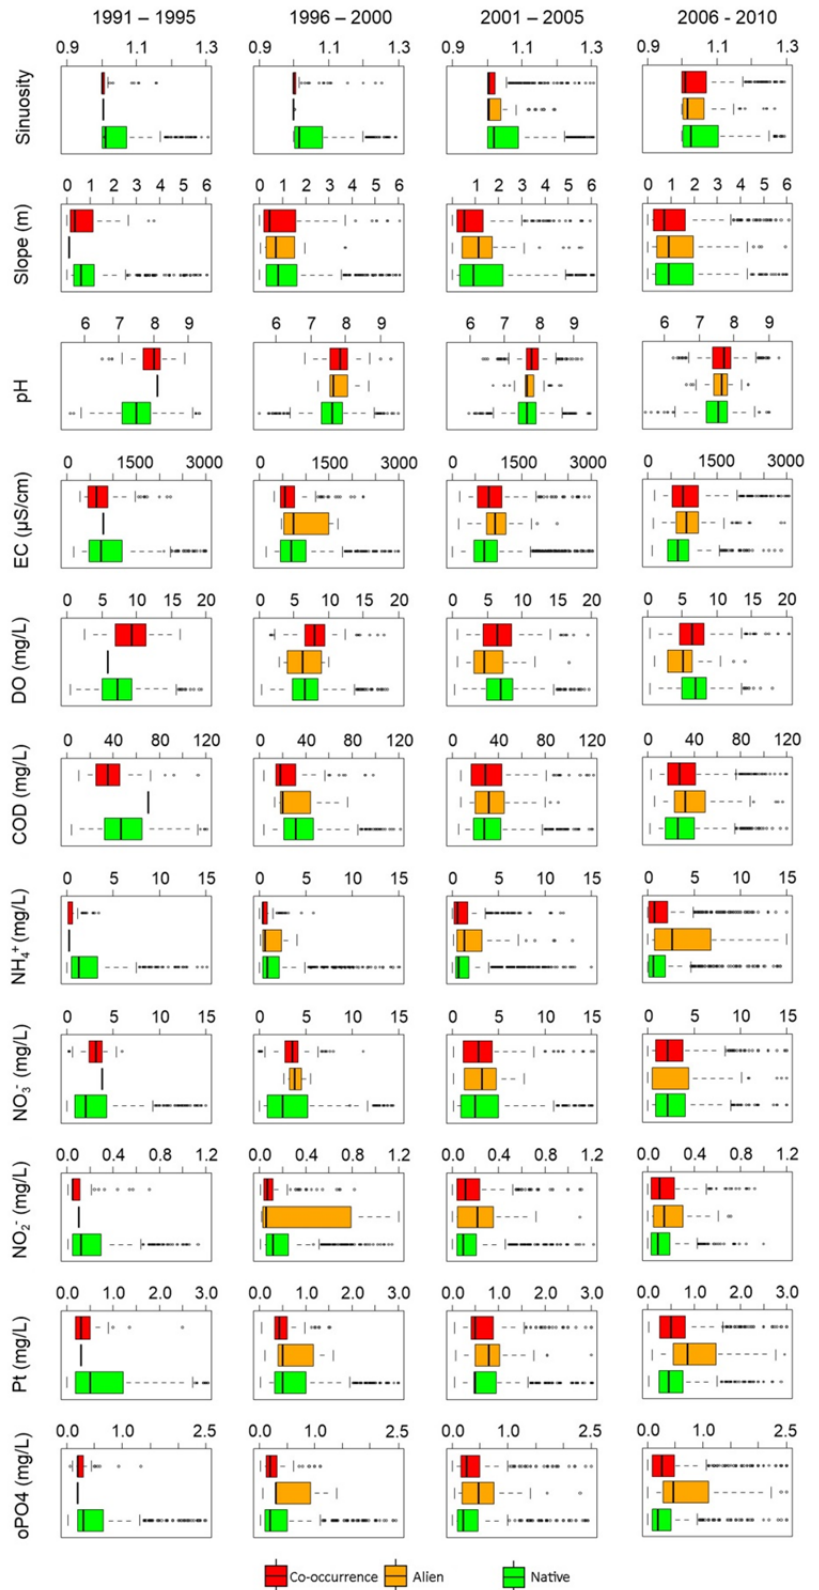 1991 – 1995 1996 – 2000 2001 – 2005 2006 - 2010
0.9 1.1 1.3 0.9 1.1 1.3 0.9 1.1 1.3 0.9 1.1 1.3
Sinuosity
0 1 2 3 4 5 6 0 1 2 3 4 5 6 1 2 3 4 5 6 0 1 2 3 4 5 6
Slope (m)
6 7 8 9 6 7 8 9 6 7 8 9 6 7 8 9
pH
0 1500 3000 0 1500 3000 0 1500 3000 0 1500 3000
EC (µS/cm)
0 5 10 15 20 0 5 10 15 20 0 5 10 15 20 0 5 10 15 20
DO (mg/L)
0 40 80 120 0 40 80 120 0 40 80 120 0 40 80 120
COD (mg/L)
0 5 10 15 0 5 10 15 0 5 10 15 0 5 10 15
NH₄⁺ (mg/L)
0 5 10 15 0 5 10 15 0 5 10 15 0 5 10 15
NO₃⁻ (mg/L)
0.0 0.4 0.8 1.2 0.0 0.4 0.8 1.2 0.0 0.4 0.8 1.2 0.0 0.4 0.8 1.2
NO₂⁻ (mg/L)
0.0 1.0 2.0 3.0 0.0 1.0 2.0 3.0 0.0 1.0 2.0 3.0 0.0 1.0 2.0 3.0
Pt (mg/L)
0.0 1.0 2.5 0.0 1.0 2.5 0.0 1.0 2.5 0.0 1.0 2.5
oPO4 (mg/L)
Co-occurrence Alien Native